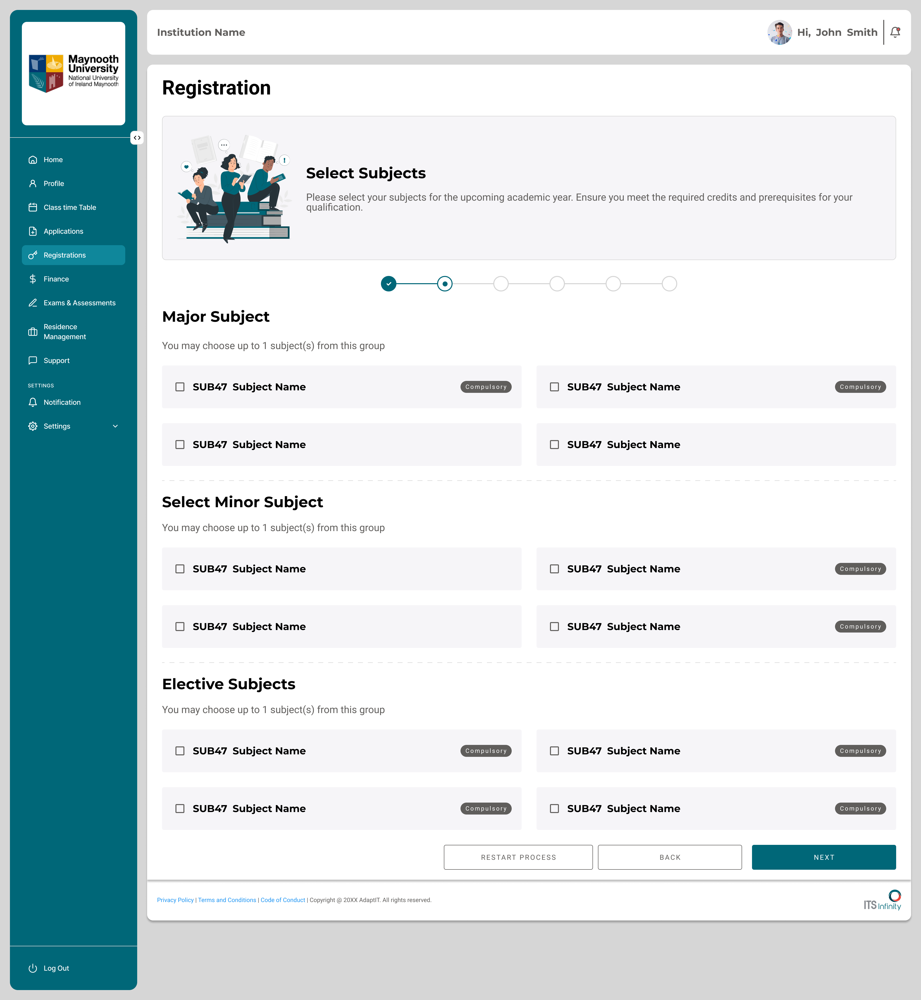 Maynooth
University
National University
of Ireland Maynooth
Home
Profile
Class time Table
Applications
Registrations
Finance
Exams & Assessments
Residence
Management
Support
SETTINGS
Notification
Settings
Log Out
Institution Name
Hi, John Smith
Registration
Select Subjects
Please select your subjects for the upcoming academic year. Ensure you meet the required credits and prerequisites for your
qualification.
Major Subject
You may choose up to 1 subject(s) from this group
SUB47 Subject Name Compulsory
SUB47 Subject Name Compulsory
SUB47 Subject Name
SUB47 Subject Name
Select Minor Subject
You may choose up to 1 subject(s) from this group
SUB47 Subject Name
SUB47 Subject Name Compulsory
SUB47 Subject Name
SUB47 Subject Name Compulsory
Elective Subjects
You may choose up to 1 subject(s) from this group
SUB47 Subject Name Compulsory
SUB47 Subject Name Compulsory
SUB47 Subject Name Compulsory
SUB47 Subject Name Compulsory
RESTART PROCESS
BACK
NEXT
Privacy Policy | Terms and Conditions | Code of Conduct | Copyright @ 20XX AdaptIT. All rights reserved.
ITS Infinity